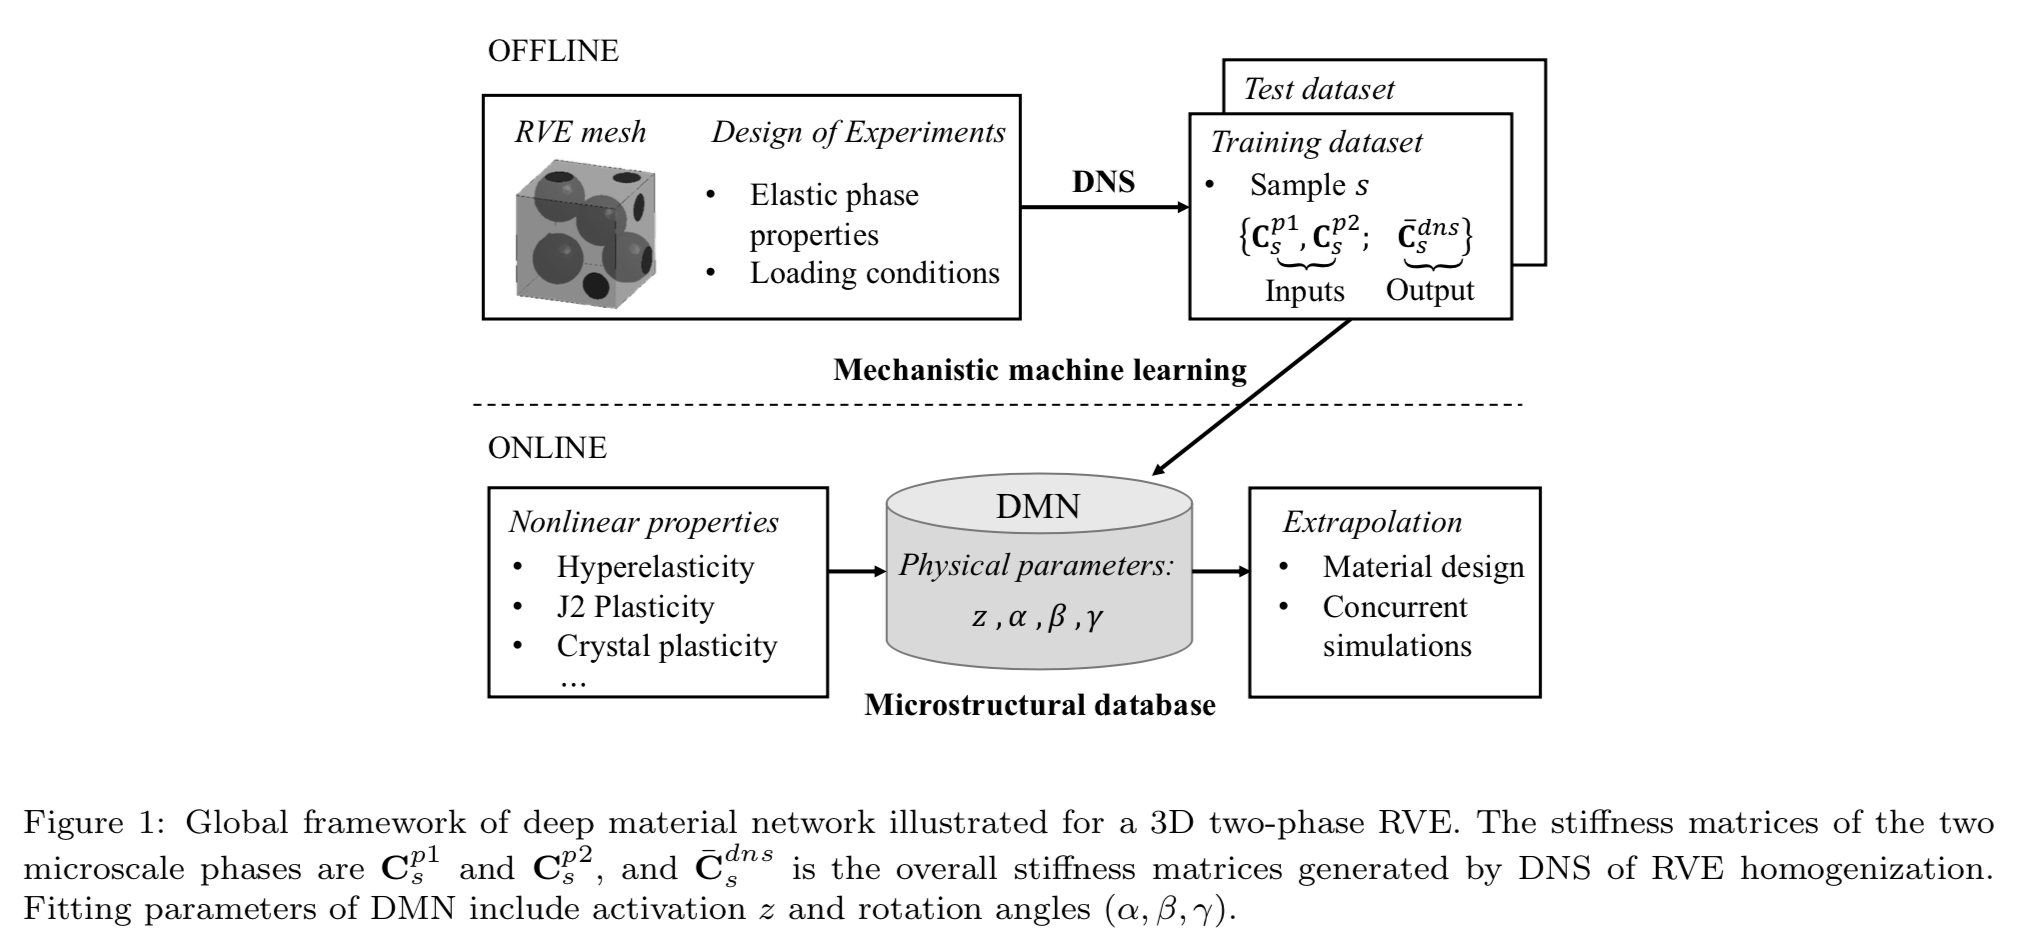 OFFLINE
RVE mesh
Design of Experiments
• Elastic phase
properties
• Loading conditions
DNS
Test dataset
Training dataset
• Sample s
{C_s^{p1}, C_s^{p2}; C̄_s^{dns}}
Inputs Output
Mechanistic machine learning
ONLINE
Nonlinear properties
• Hyperelasticity
• J2 Plasticity
• Crystal plasticity
...
DMN
Physical parameters:
z , α , β , γ
Microstructural database
Extrapolation
• Material design
• Concurrent
simulations
Figure 1: Global framework of deep material network illustrated for a 3D two-phase RVE. The stiffness matrices of the two
microscale phases are C_s^{p1} and C_s^{p2}, and C̄_s^{dns} is the overall stiffness matrices generated by DNS of RVE homogenization.
Fitting parameters of DMN include activation z and rotation angles (α, β, γ).